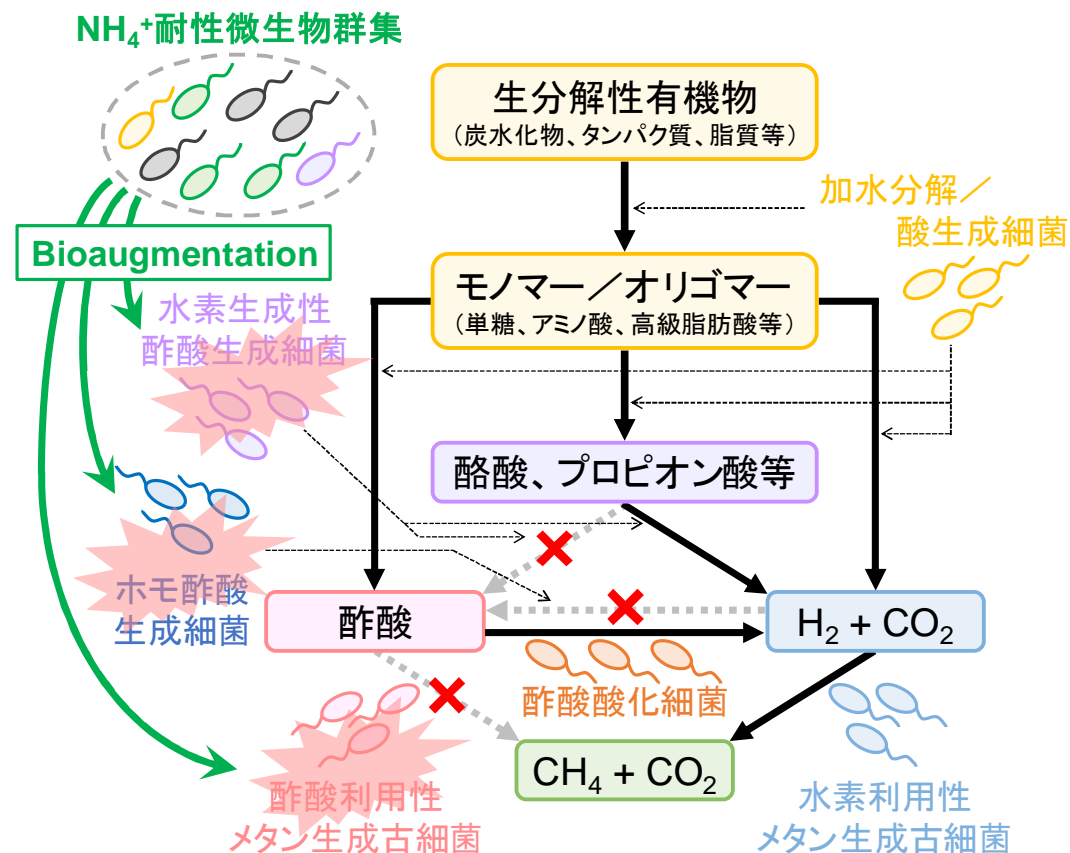 NH₄⁺耐性微生物群集
生分解性有機物
（炭水化物、タンパク質、脂質等）
加水分解／
酸生成細菌
Bioaugmentation
モノマー／オリゴマー
（単糖、アミノ酸、高級脂肪酸等）
水素生成性
酢酸生成細菌
酪酸、プロピオン酸等
ホモ酢酸
生成細菌
酢酸
H₂ + CO₂
酢酸酸化細菌
CH₄ + CO₂
酢酸利用性
メタン生成古細菌
水素利用性
メタン生成古細菌